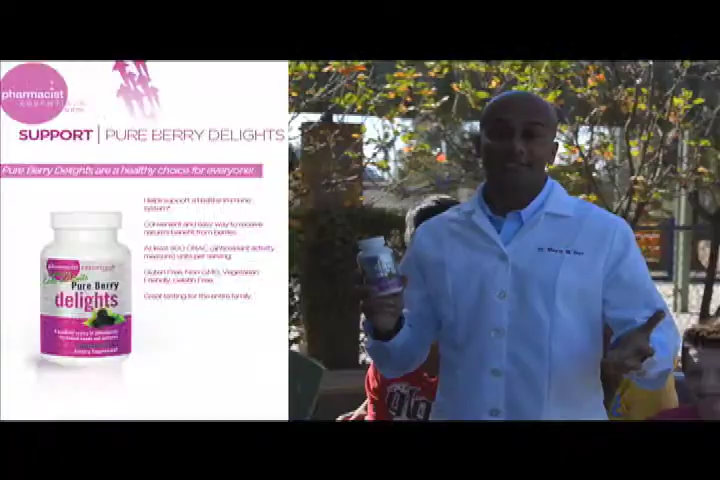 pharmacist
SUPPORT | PURE BERRY DELIGHTS
Pure Berry Delights are a healthy choice for everyone!
Helps support a healthy immune
system*
Convenient and easy way to receive
natural benefit from berries.
At least 800 ORAC (antioxidant activity
measure) units per serving
Gluten Free, Non-GMO, Vegetarian
Friendly, Gelatin Free
Great tasting for the entire family
pharmacist
Pure Berry
delights